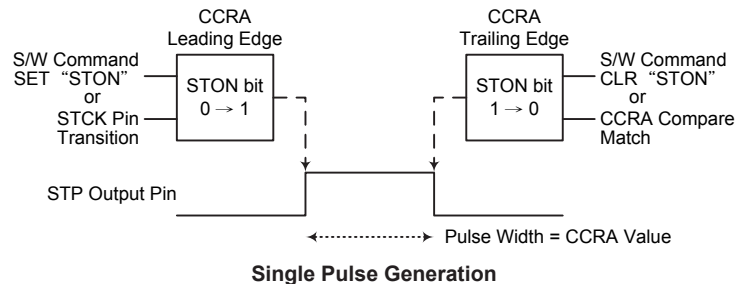 CCRA
Leading Edge
CCRA
Trailing Edge
S/W Command
SET “STON”
or
STCK Pin
Transition
STON bit
0 → 1
STON bit
1 → 0
S/W Command
CLR “STON”
or
CCRA Compare
Match
STP Output Pin
Pulse Width = CCRA Value
Single Pulse Generation